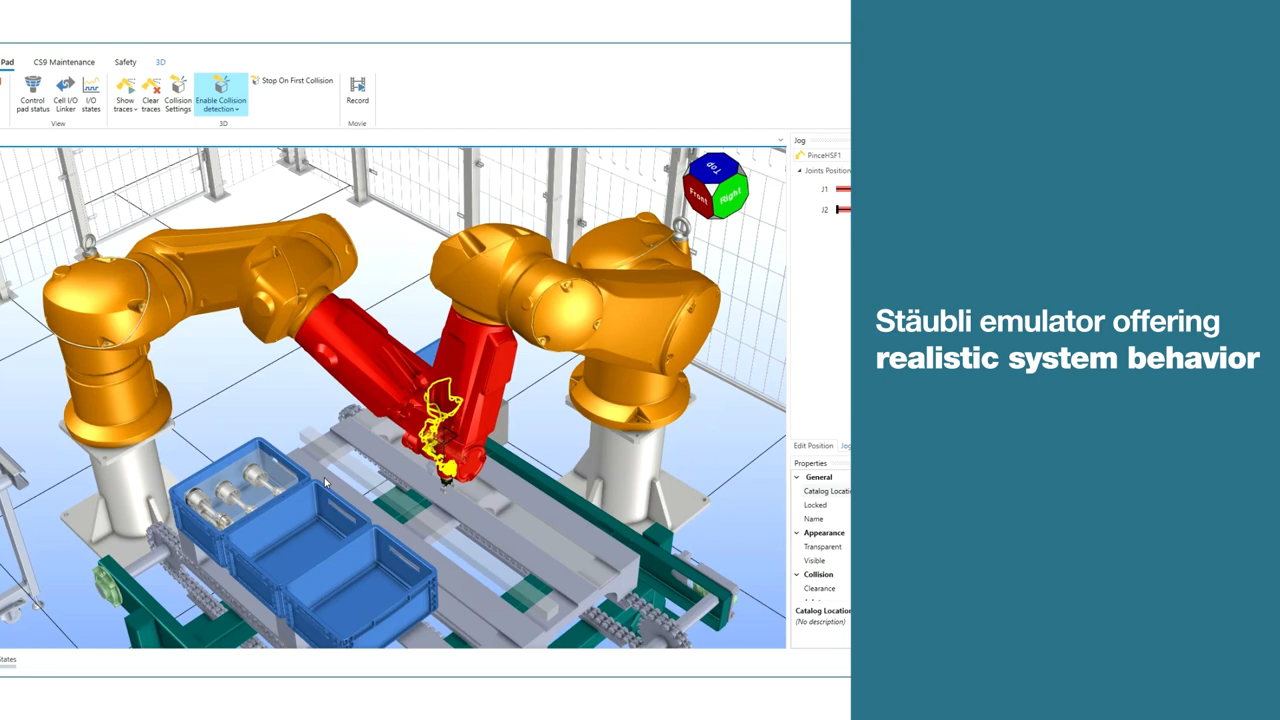 Pad CS9 Maintenance Safety 3D
Control pad status
Cell I/O Linker
I/O states
View
Show traces
Clear traces
Collision Settings
Enable Collision detection
Stop On First Collision
3D
Record
Movie
Jog
PinceHSF1
Joints Position
J1
J2
Top
Front
Right
Stäubli emulator offering
realistic system behavior
Edit Position Jog
Properties
General
Catalog Locati
Locked
Name
Appearance
Transparent
Visible
Collision
Clearance
Catalog Location
(No description)
tates